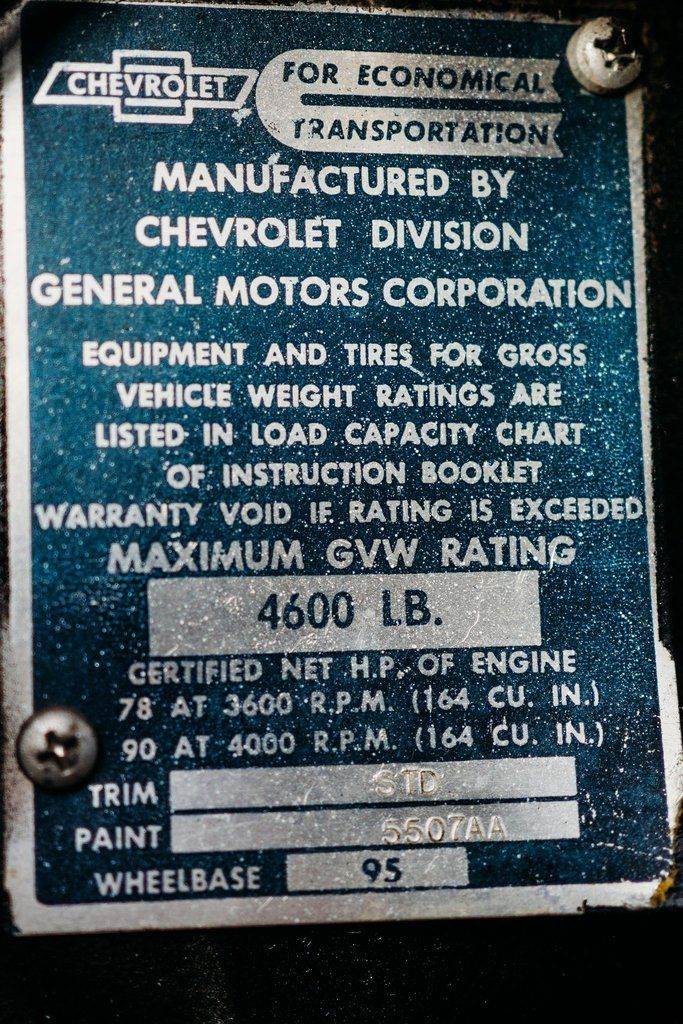 CHEVROLET
FOR ECONOMICAL
TRANSPORTATION
MANUFACTURED BY
CHEVROLET DIVISION
GENERAL MOTORS CORPORATION
EQUIPMENT AND TIRES FOR GROSS
VEHICLE WEIGHT RATINGS ARE
LISTED IN LOAD CAPACITY CHART
OF INSTRUCTION BOOKLET
WARRANTY VOID IF RATING IS EXCEEDED
MAXIMUM GVW RATING
4600 LB.
CERTIFIED NET H.P. OF ENGINE
78 AT 3600 R.P.M. (164 CU. IN.)
90 AT 4000 R.P.M. (164 CU. IN.)
TRIM STD
PAINT 5507AA
WHEELBASE 95